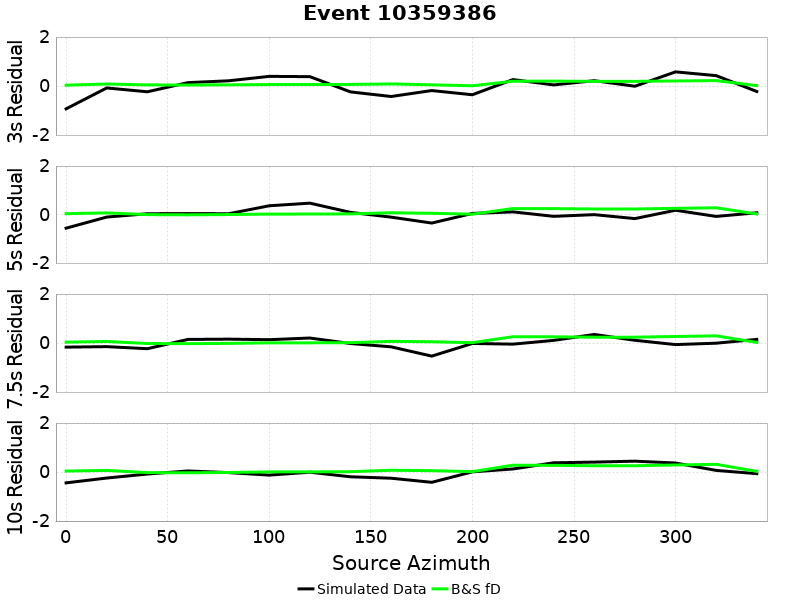 Event 10359386
3s Residual
2
0
-2
5s Residual
2
0
-2
7.5s Residual
2
0
-2
10s Residual
2
0
-2
0 50 100 150 200 250 300
Source Azimuth
Simulated Data B&S fD